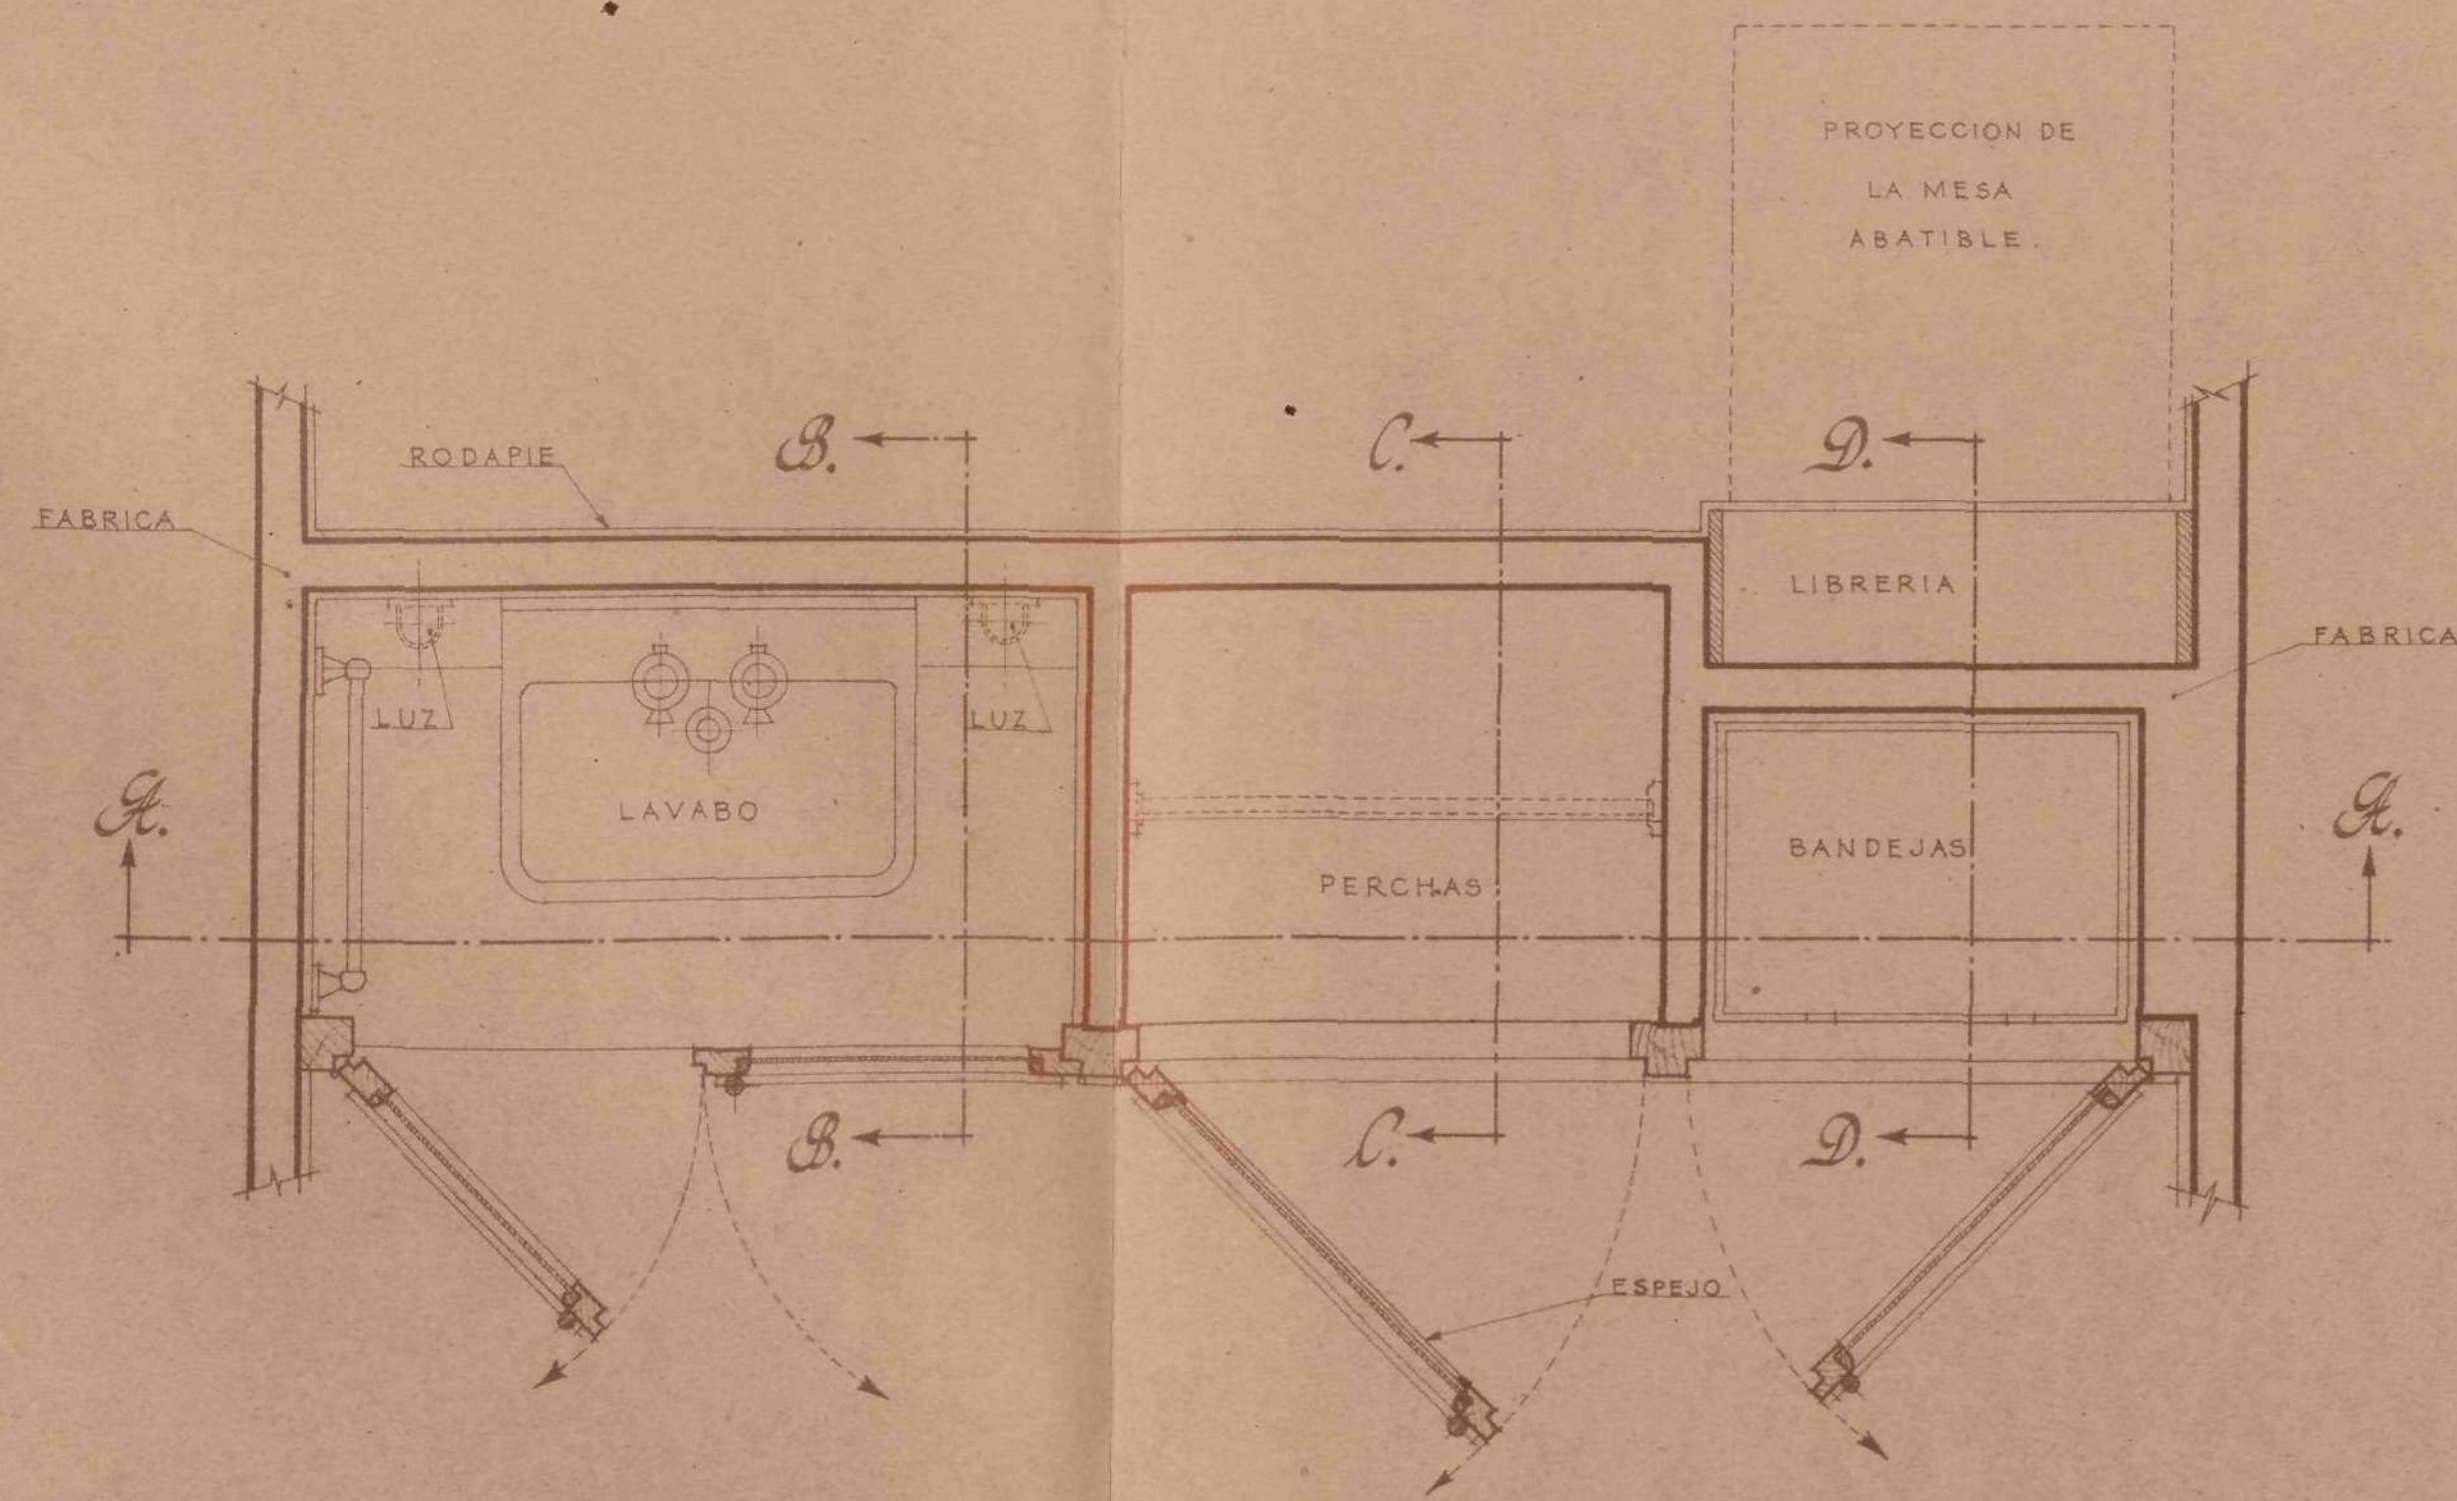 PROYECCION DE
LA MESA
ABATIBLE.
B.
C.
D.
RODAPIE
FABRICA
LIBRERIA
FABRICA
LUZ
LUZ
A.
LAVABO
A.
BANDEJAS
PERCHAS
B.
C.
D.
ESPEJO